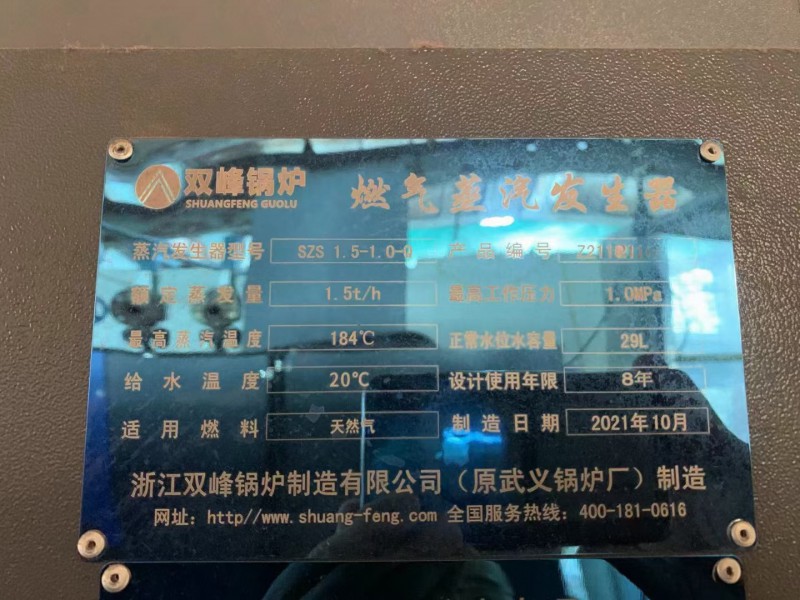 双峰锅炉
SHUANGFENG GUOLU
燃气蒸汽发生器
蒸汽发生器型号 SZS 1.5-1.0-Q 产品编号
额定蒸发量 1.5t/h 最高工作压力 1.0MPa
最高蒸汽温度 184℃ 正常水位水容量 29L
给水温度 20℃ 设计使用年限 8年
适用燃料 天然气 制造日期 2021年10月
浙江双峰锅炉制造有限公司（原武义锅炉厂）制造
网址：http//www.shuang-feng.com 全国服务热线：400-181-0616